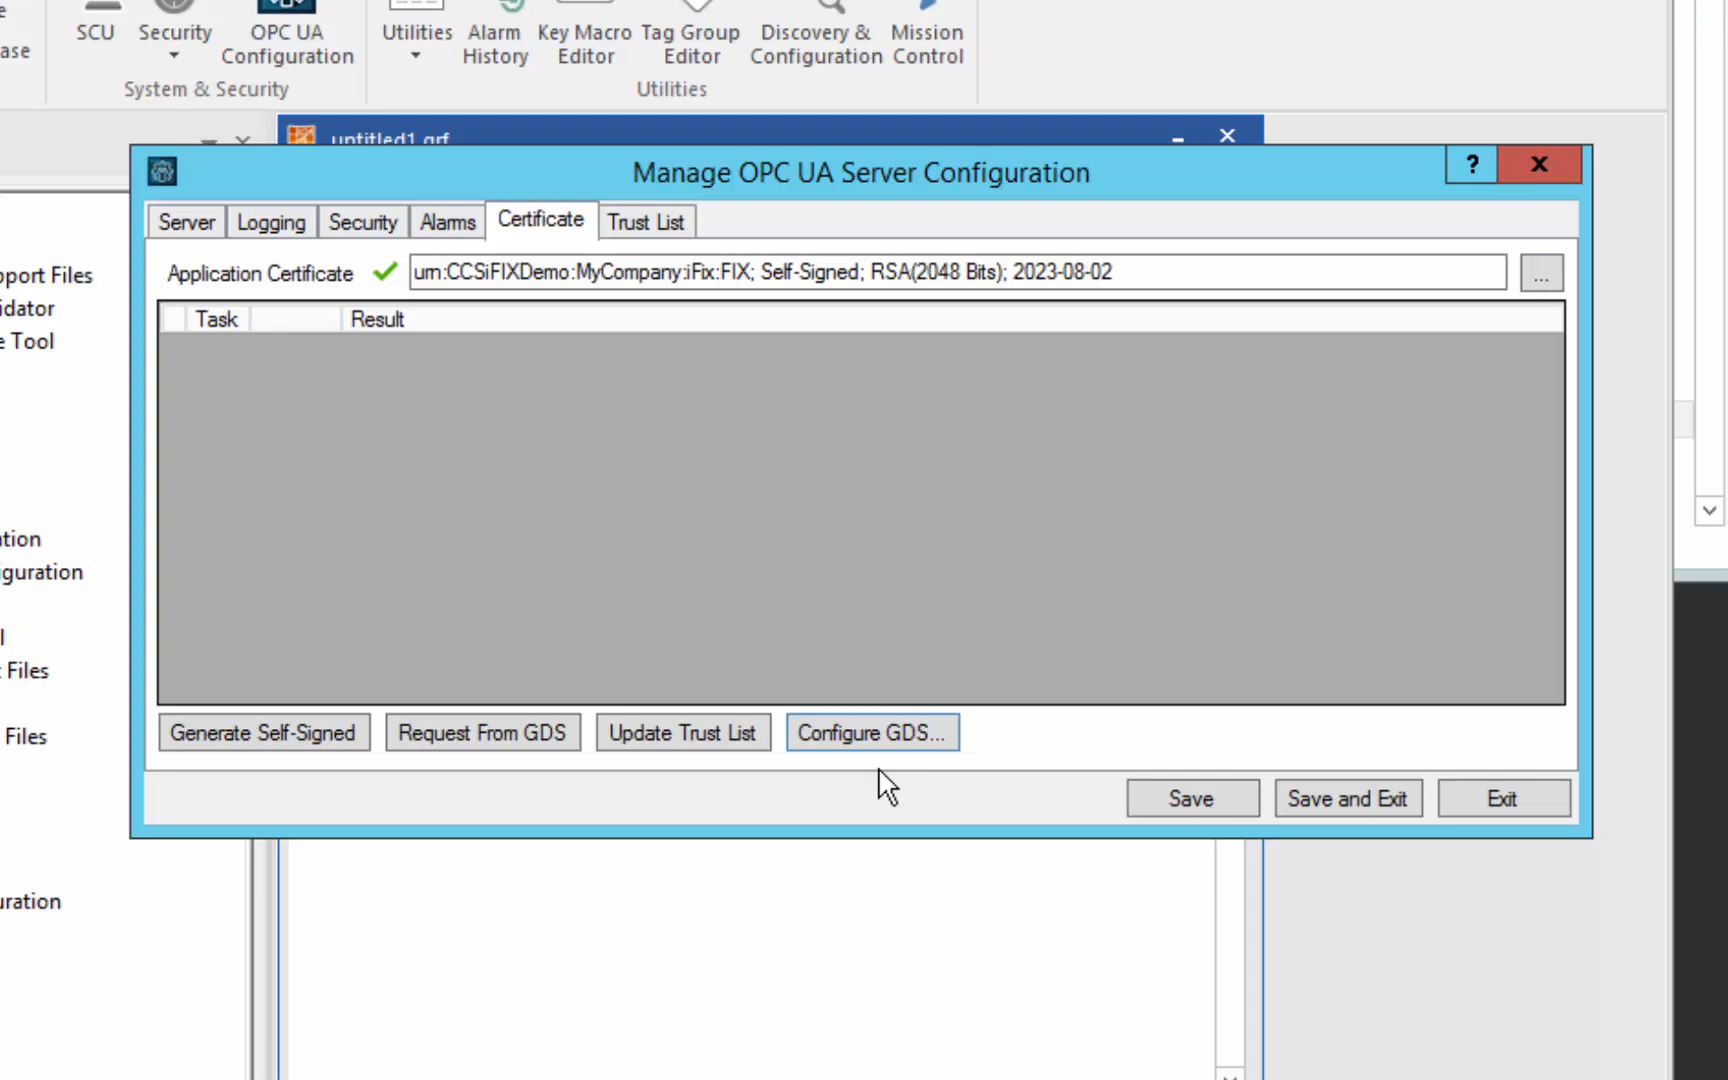 e
ase
SCU
Security
OPC UA
Configuration
System & Security
Utilities
Alarm
History
Key Macro
Editor
Tag Group
Editor
Discovery &
Configuration
Mission
Control
Utilities
untitled1.grf
Manage OPC UA Server Configuration
?
X
Server
Logging
Security
Alarms
Certificate
Trust List
Application Certificate
urn:CCSiFIXDemo:MyCompany:iFix:FIX; Self-Signed; RSA(2048 Bits); 2023-08-02
...
Task
Result
Generate Self-Signed
Request From GDS
Update Trust List
Configure GDS...
Save
Save and Exit
Exit
pport Files
idator
e Tool
ation
iguration
l
t Files
Files
uration